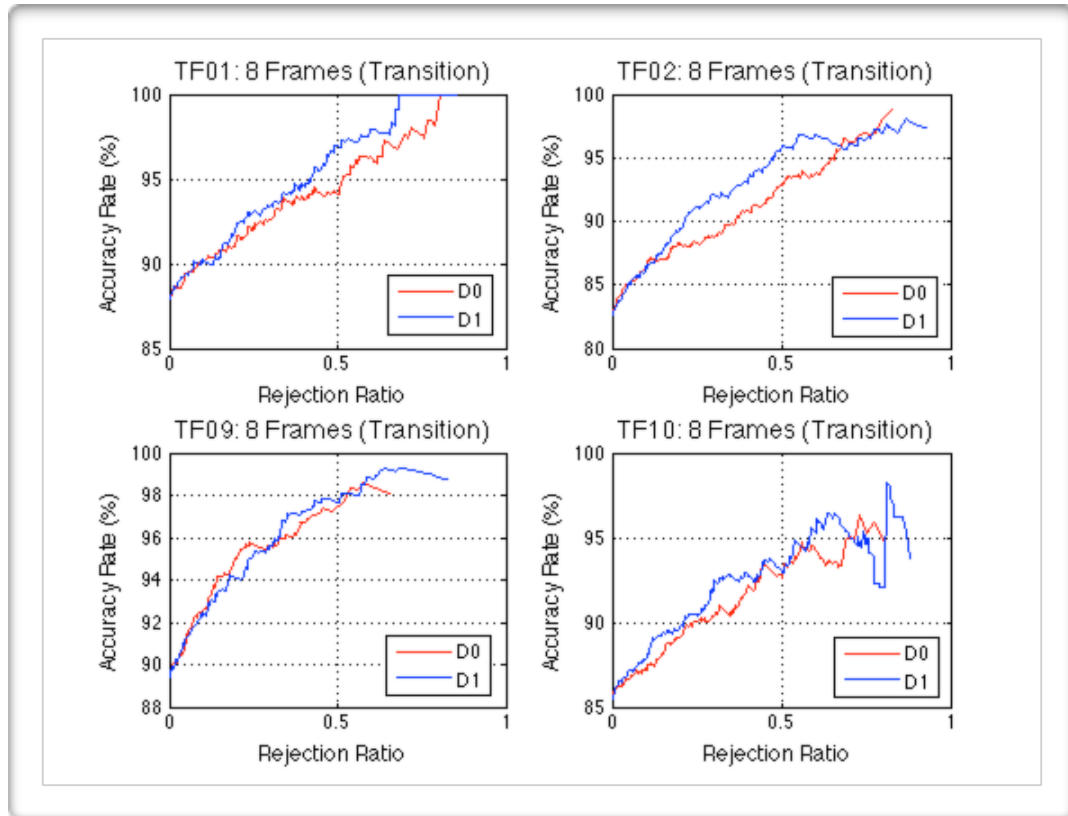 TF01: 8 Frames (Transition)
100
95
90
85
Accuracy Rate (%)
D0
D1
0
0.5
1
Rejection Ratio
TF02: 8 Frames (Transition)
100
95
90
85
80
Accuracy Rate (%)
D0
D1
0
0.5
1
Rejection Ratio
TF09: 8 Frames (Transition)
100
98
96
94
92
90
88
Accuracy Rate (%)
D0
D1
0
0.5
1
Rejection Ratio
TF10: 8 Frames (Transition)
100
95
90
85
Accuracy Rate (%)
D0
D1
0
0.5
1
Rejection Ratio